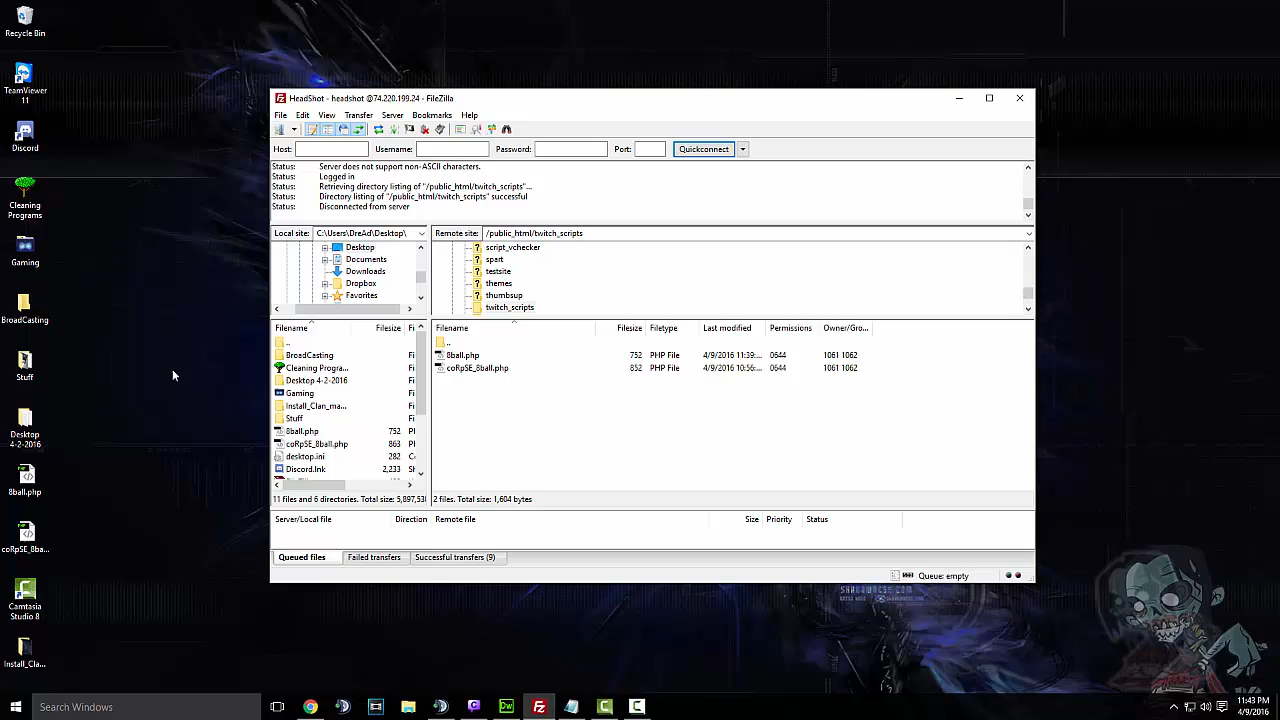 Recycle Bin
TeamViewer
11
Discord
Cleaning
Programs
Gaming
BroadCasting
Stuff
Desktop
4-2-2016
8ball.php
coRpSE_8ba...
Camtasia
Studio 8
Install_Cla...
HeadShot - headshot @74.220.199.24 - FileZilla
File Edit View Transfer Server Bookmarks Help
Host: Username: Password: Port: Quickconnect
Status: Server does not support non-ASCII characters.
Status: Logged in
Status: Retrieving directory listing of "/public_html/twitch_scripts"...
Status: Directory listing of "/public_html/twitch_scripts" successful
Status: Disconnected from server
Local site: C:\Users\DreAd\Desktop\
Desktop
Documents
Downloads
Dropbox
Favorites
Remote site: /public_html/twitch_scripts
script_vchecker
spart
testsite
themes
thumbsup
twitch_scripts
Filename Filesize Fi
..
BroadCasting Fi
Cleaning Progra... Fi
Desktop 4-2-2016 Fi
Gaming Fi
Install_Clan_ma... Fi
Stuff Fi
8ball.php 752 Pl
coRpSE_8ball.php 863 Pl
desktop.ini 282 C
Discord.lnk 2,233 Sl
11 files and 6 directories. Total size: 5,897,53
Filename Filesize Filetype Last modified Permissions Owner/Gro...
..
8ball.php 752 PHP File 4/9/2016 11:39:... 0644 1061 1062
coRpSE_8ball.php 852 PHP File 4/9/2016 10:56:... 0644 1061 1062
2 files. Total size: 1,604 bytes
Server/Local file Direction Remote file Size Priority Status
Queued files Failed transfers Successful transfers (9)
Queue: empty
Search Windows
11:43 PM
4/9/2016